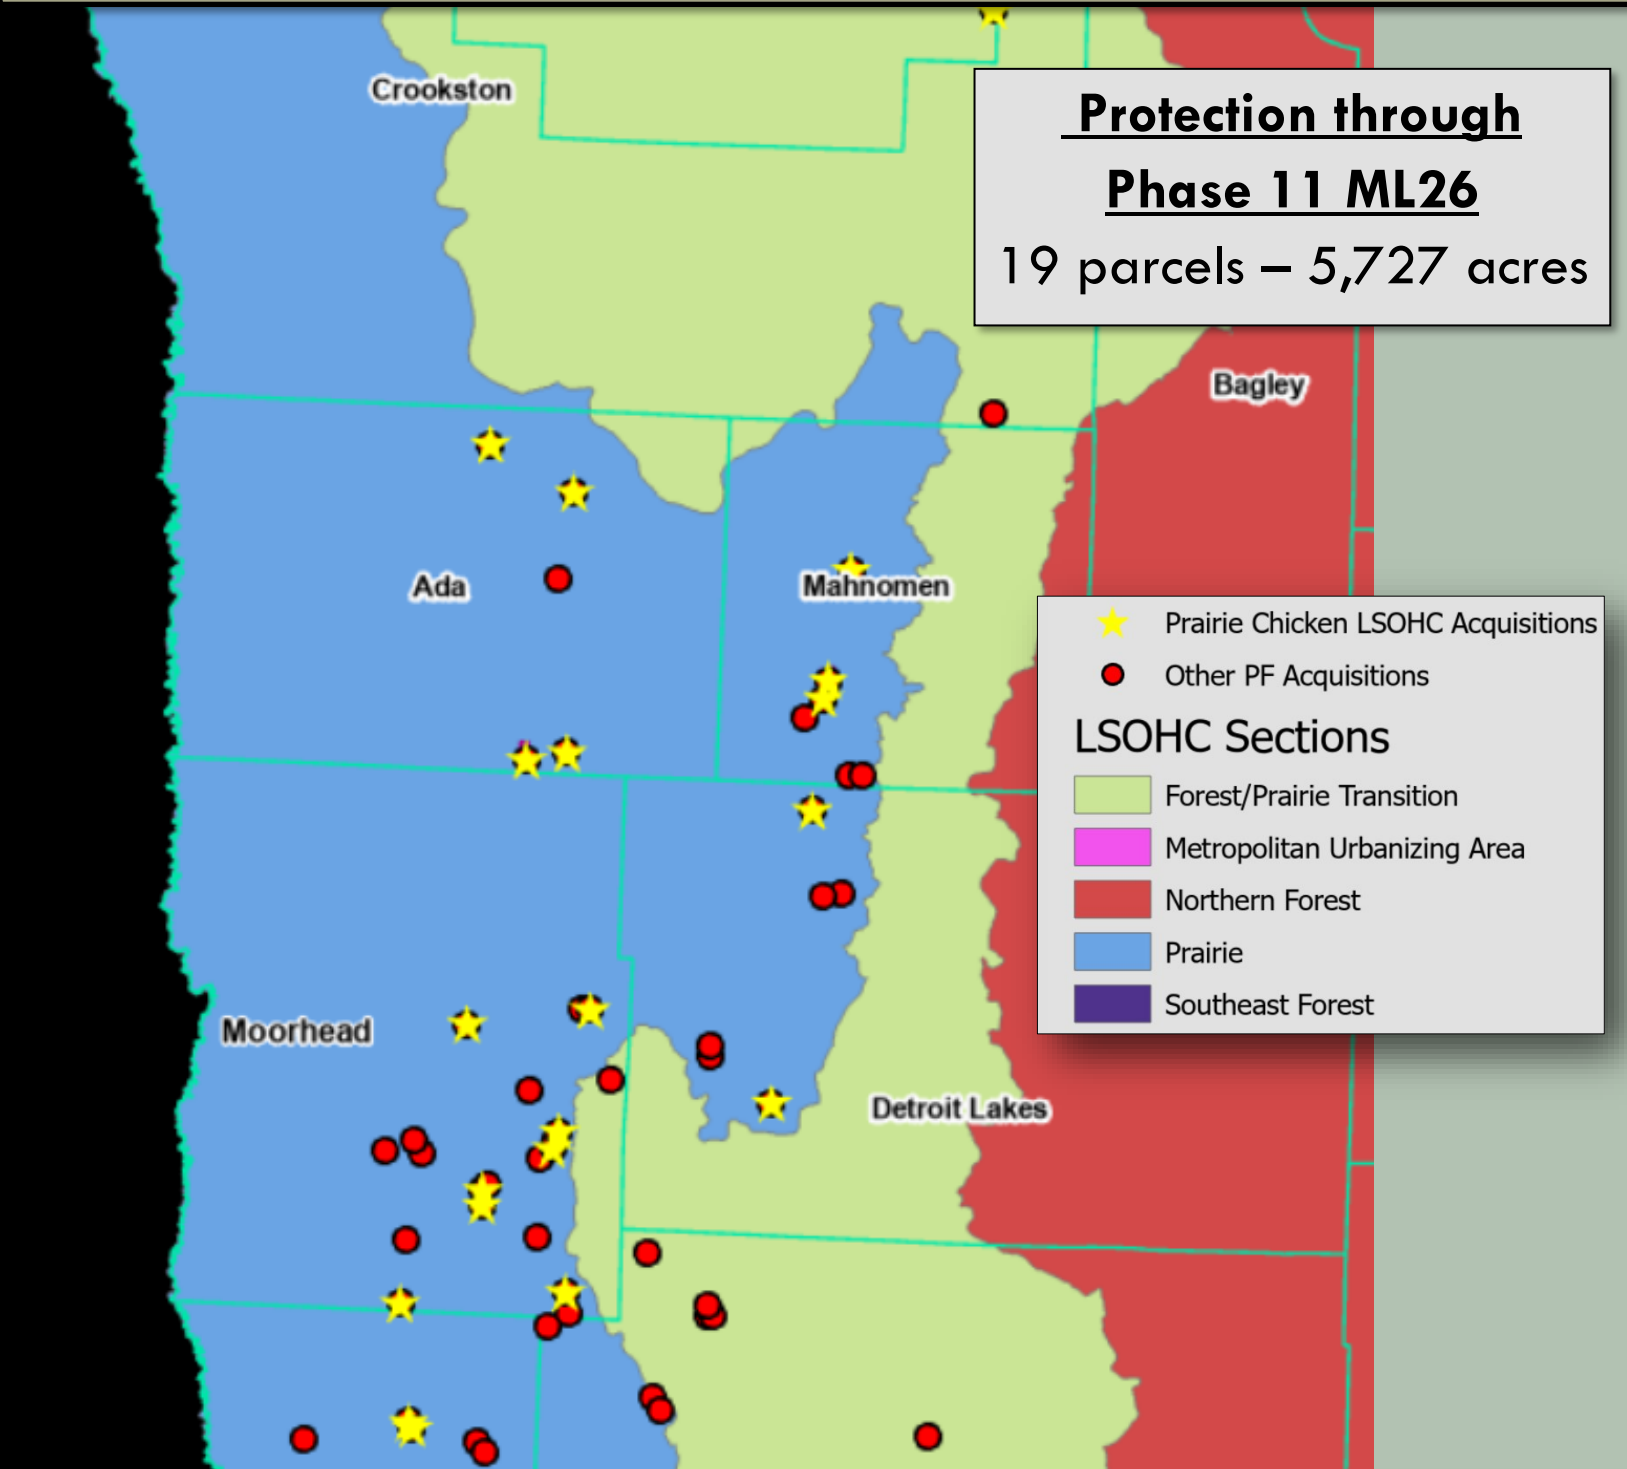 Crookston
Protection through
Phase 11 ML26
19 parcels – 5,727 acres
Bagley
Ada
Mahnomen
Prairie Chicken LSOHC Acquisitions
Other PF Acquisitions
LSOHC Sections
Forest/Prairie Transition
Metropolitan Urbanizing Area
Northern Forest
Prairie
Southeast Forest
Moorhead
Detroit Lakes